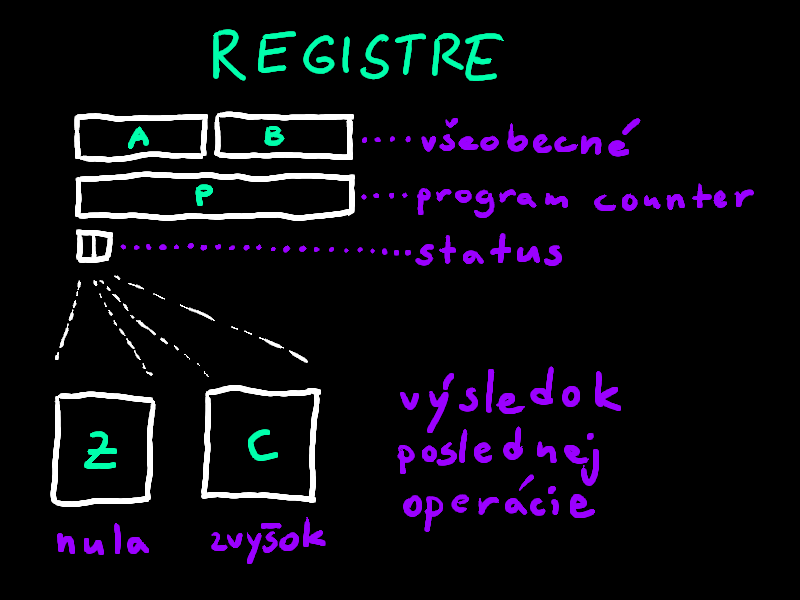 REGISTRE
A B všeobecné
P program counter
status
Z C
nula zvyšok
výsledok
poslednej
operácie